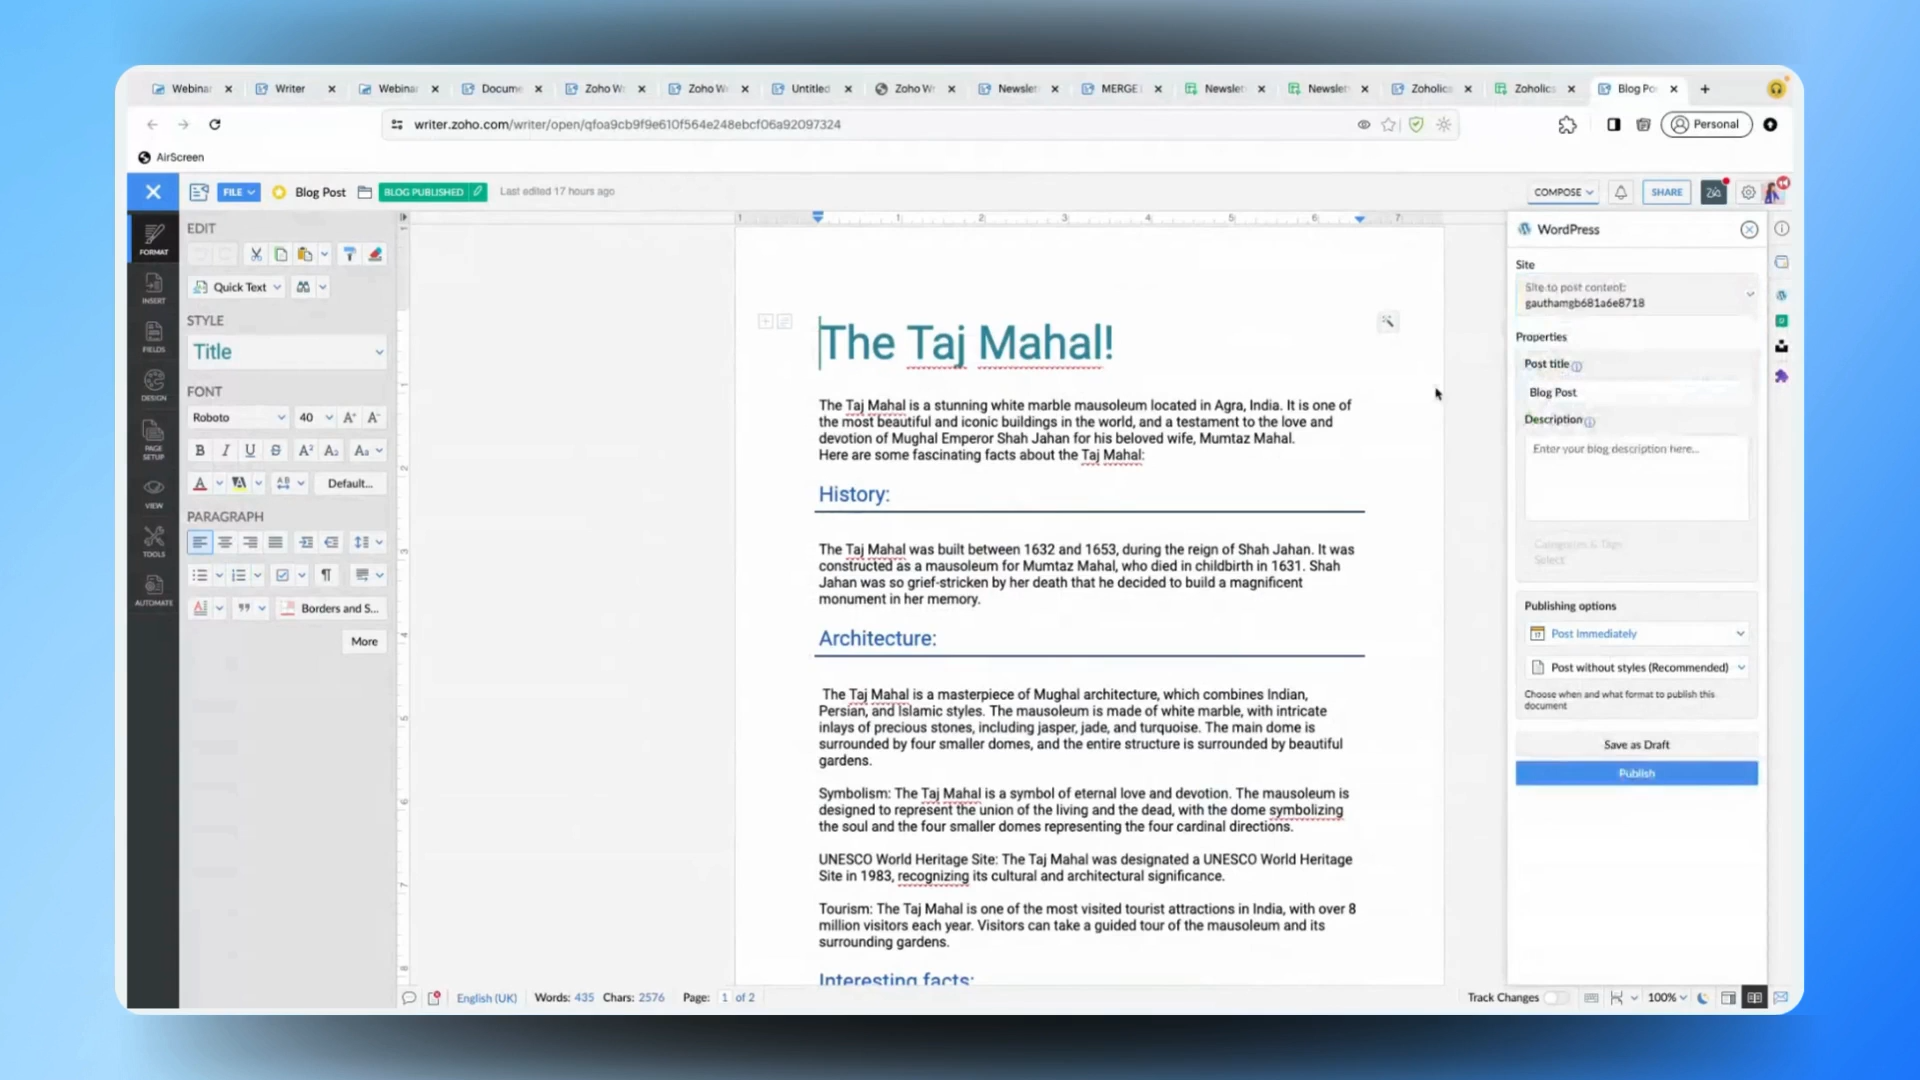 Webinar
Writer
Webinar
Docume
Zoho Wr
Zoho Wr
Untitled
Zoho Wr
Newslet
MERGE
Newslet
Newslet
Zoholics
Zoholics
Blog Po
writer.zoho.com/writer/open/qfoa9cb9f9e610f564e248ebcf06a92097324
Personal
AirScreen
FILE
Blog Post
BLOG PUBLISHED
Last edited 17 hours ago
COMPOSE
SHARE
FORMAT
INSERT
FIELDS
DESIGN
PAGE
SETUP
VIEW
TOOLS
AUTOMATE
EDIT
Quick Text
STYLE
Title
FONT
Roboto 40
Default...
PARAGRAPH
Borders and S...
More
1 1 2 3 4 5 6 7
The Taj Mahal!
The Taj Mahal is a stunning white marble mausoleum located in Agra, India. It is one of
the most beautiful and iconic buildings in the world, and a testament to the love and
devotion of Mughal Emperor Shah Jahan for his beloved wife, Mumtaz Mahal.
Here are some fascinating facts about the Taj Mahal:
History:
The Taj Mahal was built between 1632 and 1653, during the reign of Shah Jahan. It was
constructed as a mausoleum for Mumtaz Mahal, who died in childbirth in 1631. Shah
Jahan was so grief-stricken by her death that he decided to build a magnificent
monument in her memory.
Architecture:
The Taj Mahal is a masterpiece of Mughal architecture, which combines Indian,
Persian, and Islamic styles. The mausoleum is made of white marble, with intricate
inlays of precious stones, including jasper, jade, and turquoise. The main dome is
surrounded by four smaller domes, and the entire structure is surrounded by beautiful
gardens.
Symbolism: The Taj Mahal is a symbol of eternal love and devotion. The mausoleum is
designed to represent the union of the living and the dead, with the dome symbolizing
the soul and the four smaller domes representing the four cardinal directions.
UNESCO World Heritage Site: The Taj Mahal was designated a UNESCO World Heritage
Site in 1983, recognizing its cultural and architectural significance.
Tourism: The Taj Mahal is one of the most visited tourist attractions in India, with over 8
million visitors each year. Visitors can take a guided tour of the mausoleum and its
surrounding gardens.
Interesting facts:
WordPress
Site
Site to post content:
gauthamgb681a6e8718
Properties
Post title
Blog Post
Description
Enter your blog description here...
Categories & Tags
Select
Publishing options
Post Immediately
Post without styles (Recommended)
Choose when and what format to publish this
document
Save as Draft
Publish
English (UK)
Words: 435 Chars: 2576
Page: 1 of 2
Track Changes
100%